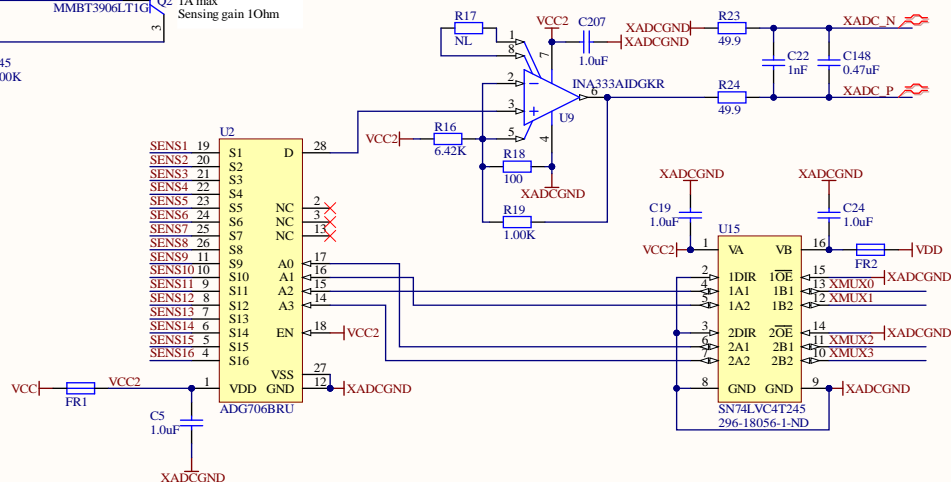 Q2
1A max
MMBT3906LT1G
Sensing gain 1Ohm
3
45
00K
R17
NL
1
8
VCC2
7
C207
1.0uF
XADCGND
XADCGND
R23
49.9
XADC_N
C22
1nF
C148
0.47uF
2
3
5
6
4
INA333AIDGKR
U9
R24
49.9
XADC_P
VCC2
R16
6.42K
R18
100
XADCGND
R19
1.00K
U2
SENS1 19 S1
SENS2 20 S2
SENS3 21 S3
SENS4 22 S4
SENS5 23 S5
SENS6 24 S6
SENS7 25 S7
SENS8 26 S8
SENS9 11 S9
SENS10 10 S10
SENS11 9 S11
SENS12 8 S12
SENS13 7 S13
SENS14 6 S14
SENS15 5 S15
SENS16 4 S16
D 28
NC 2
NC 3
NC 13
A0 17
A1 16
A2 15
A3 14
EN 18 VCC2
VSS 27
GND 12 XADCGND
1 VDD
ADG706BRU
VCC
FR1
VCC2
C5
1.0uF
XADCGND
XADCGND
C19
1.0uF
XADCGND
C24
1.0uF
U15
VCC2 1 VA
VB 16
FR2
VDD
2 1DIR
1OE 15 XADCGND
4 1A1
1B1 13 XMUX0
5 1A2
1B2 12 XMUX1
3 2DIR
2OE 14 XADCGND
6 2A1
2B1 11 XMUX2
7 2A2
2B2 10 XMUX3
8 GND
GND 9 XADCGND
SN74LVC4T245
296-18056-1-ND